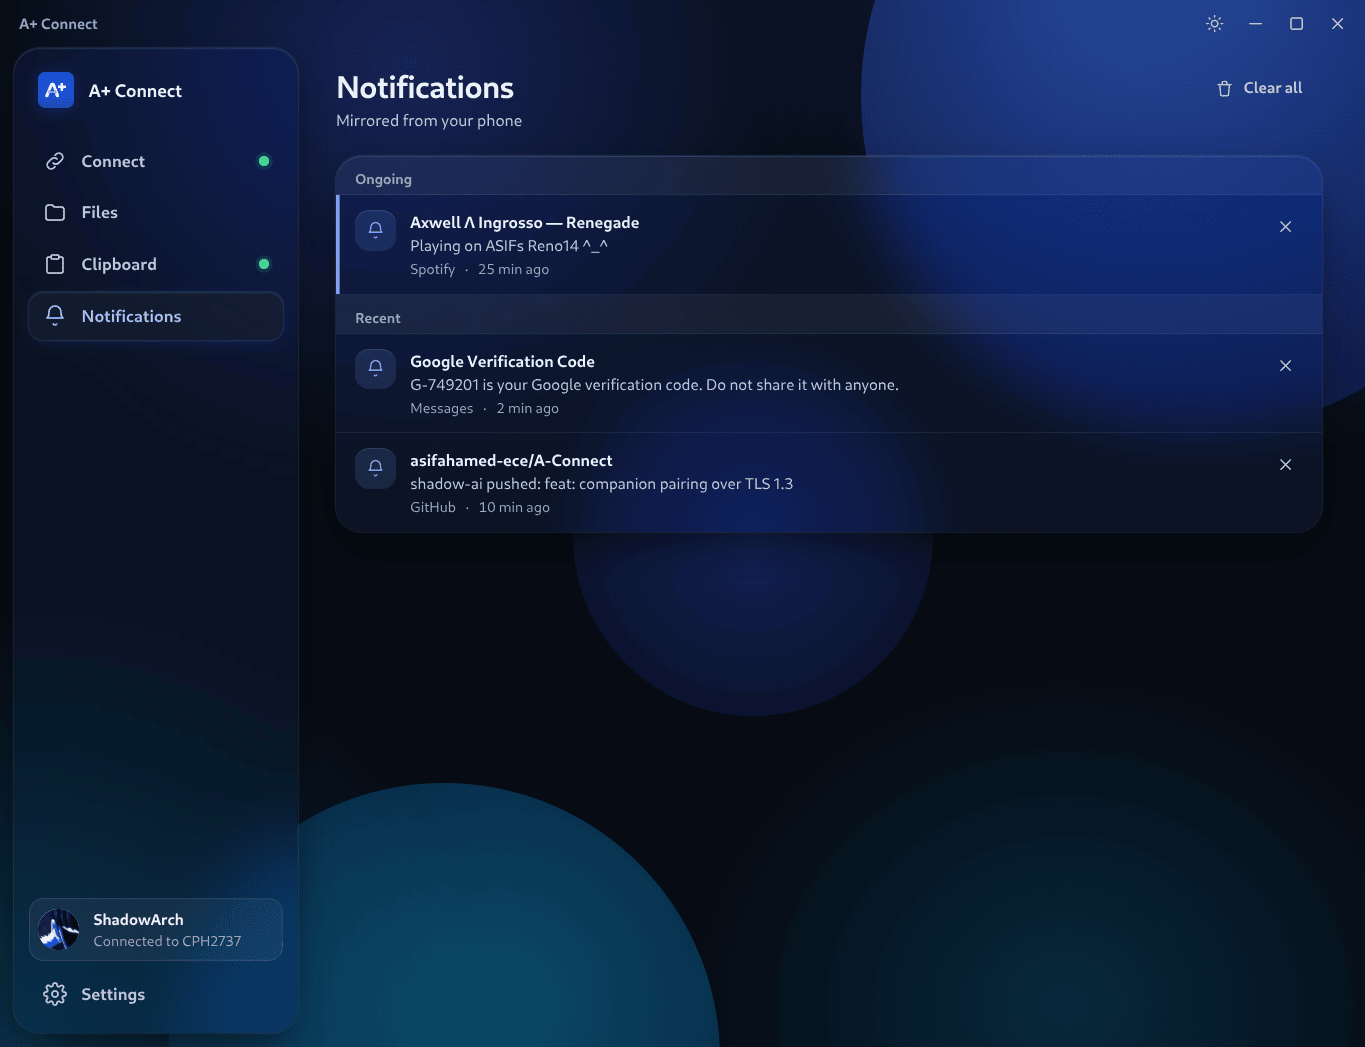 A+ Connect
A+ A+ Connect
Connect
Files
Clipboard
Notifications
ShadowArch
Connected to CPH2737
Settings
Notifications
Mirrored from your phone
Clear all
Ongoing
Axwell Λ Ingrosso — Renegade
Playing on ASIFs Reno14 ^_^
Spotify · 25 min ago
Recent
Google Verification Code
G-749201 is your Google verification code. Do not share it with anyone.
Messages · 2 min ago
asifahamed-ece/A-Connect
shadow-ai pushed: feat: companion pairing over TLS 1.3
GitHub · 10 min ago